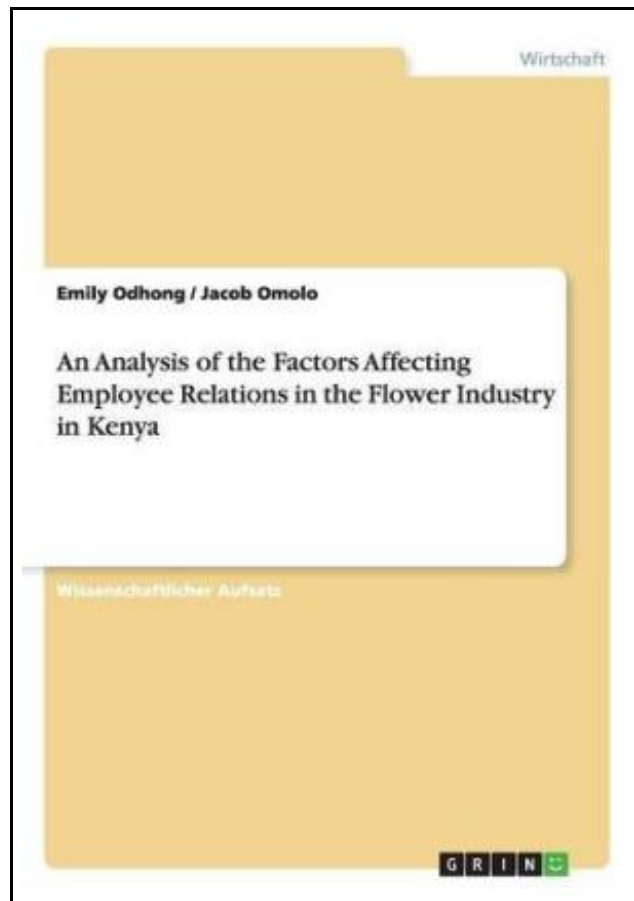 Wirtschaft
Emily Odhong / Jacob Omolo
An Analysis of the Factors Affecting
Employee Relations in the Flower Industry
in Kenya
Wissenschaftlicher Aufsatz
GRIN